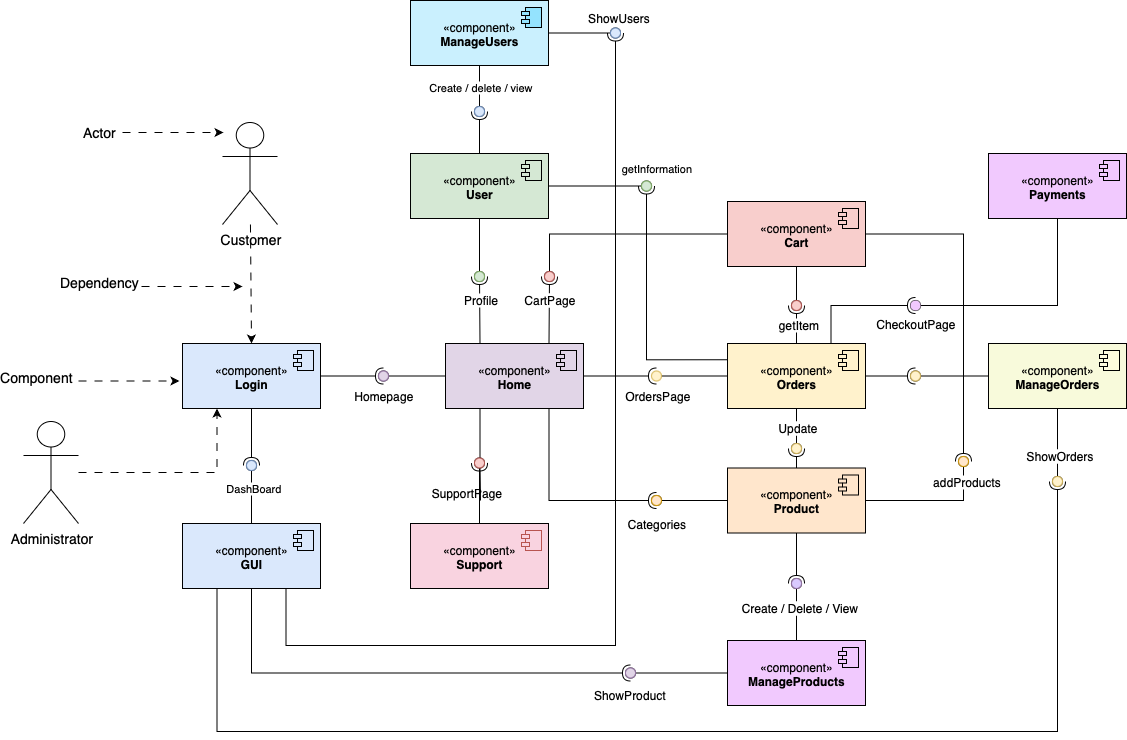 ShowUsers
«component»
ManageUsers
Create / delete / view
Actor
getInformation
«component»
User
«component»
Payments
«component»
Cart
Customer
Dependency
Profile
CartPage
getItem
CheckoutPage
Component
«component»
Login
Homepage
«component»
Home
OrdersPage
«component»
Orders
«component»
ManageOrders
Update
ShowOrders
DashBoard
SupportPage
addProducts
«component»
Product
Categories
Administrator
«component»
GUI
«component»
Support
Create / Delete / View
«component»
ManageProducts
ShowProduct